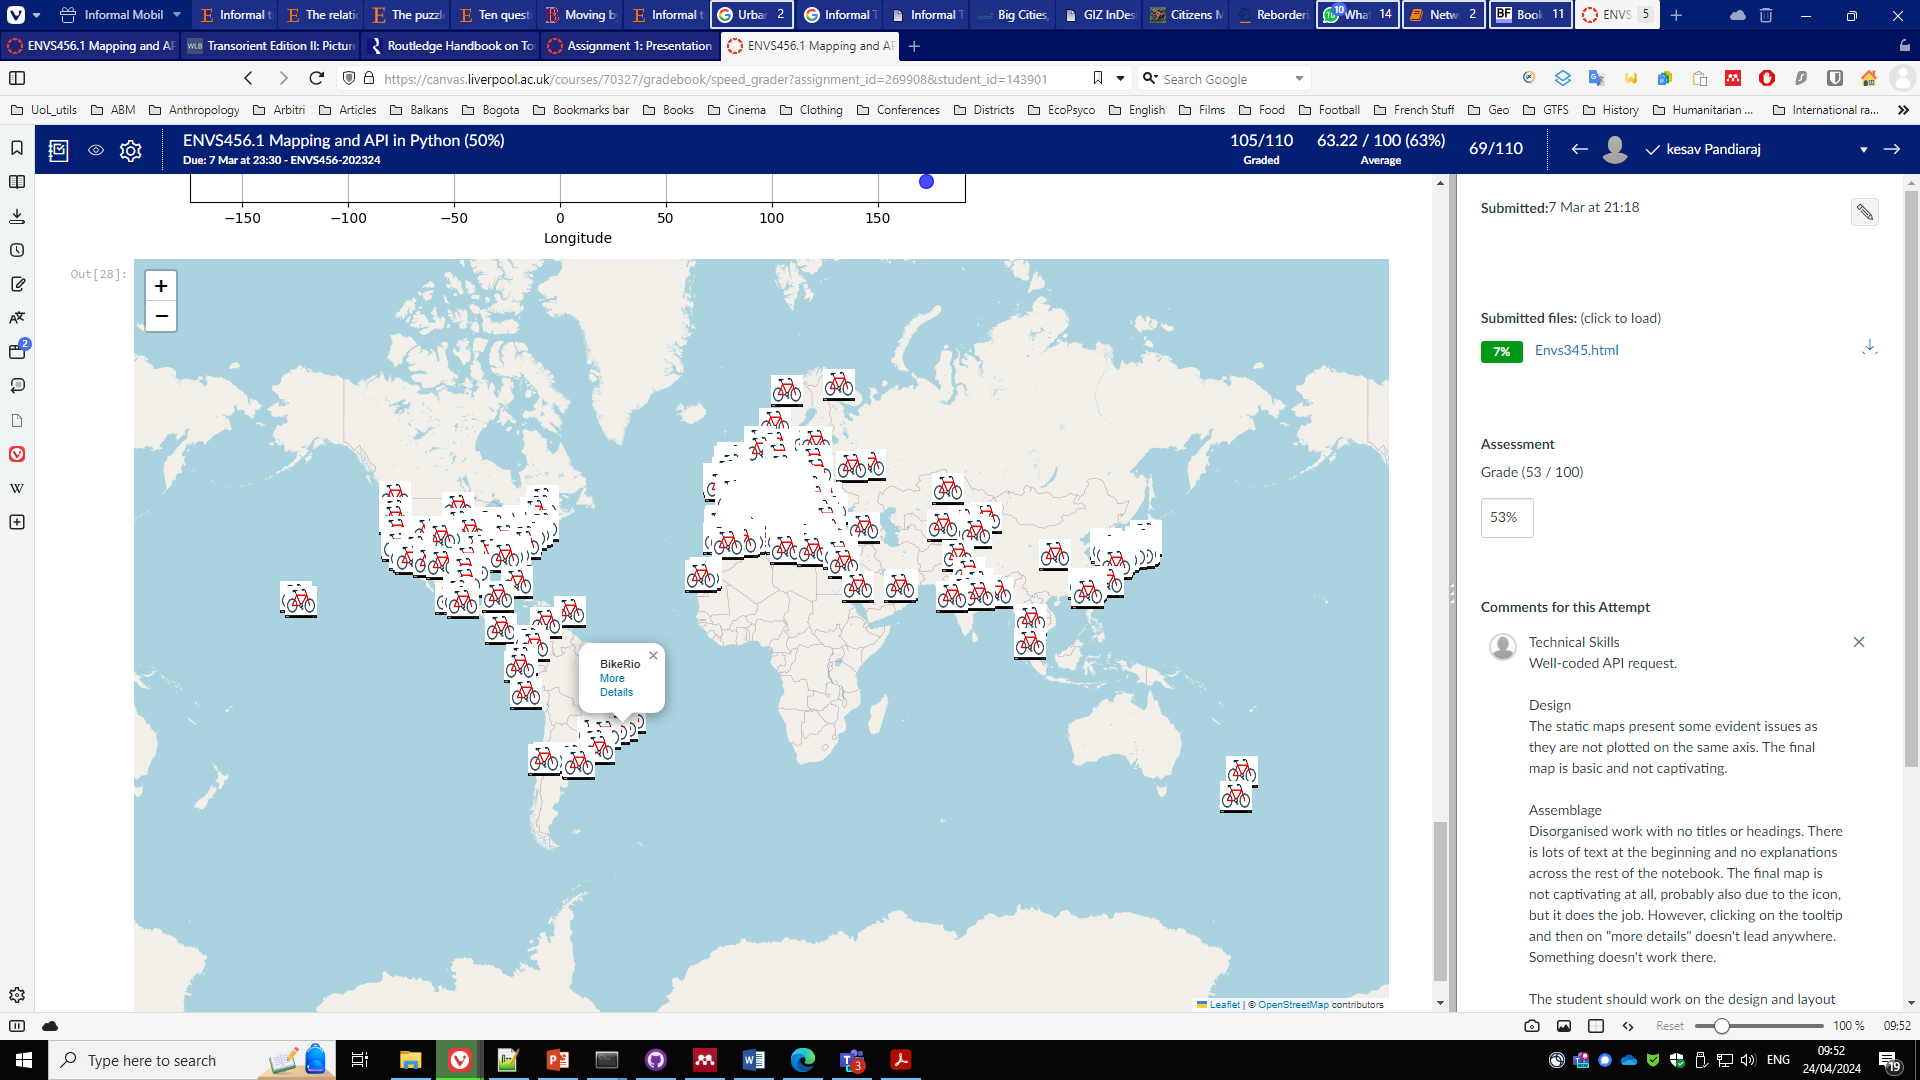 Informal Mobil
Informal t
The relati
The puzzl
Ten quest
Moving b
Informal t
Urba 2
Informal T
Informal T
Big Cities,
GIZ InDes
Citizens M
Reborderi
10 What 14
Netw 2
BF Book 11
ENVS 5
ENVS456.1 Mapping and AP
WLB Transorient Edition II: Pictur
Routledge Handbook on To
Assignment 1: Presentation
ENVS456.1 Mapping and AP
https://canvas.liverpool.ac.uk/courses/70327/gradebook/speed_grader?assignment_id=269908&student_id=143901
Search Google
UoL_utils ABM Anthropology Arbitri Articles Balkans Bogota Bookmarks bar Books Cinema Clothing Conferences Districts EcoPsyco English Films Food Football French Stuff Geo GTFS History Humanitarian ... International ra...
ENVS456.1 Mapping and API in Python (50%)
Due: 7 Mar at 23:30 - ENVS456-202324
105/110
Graded
63.22 / 100 (63%)
Average
69/110
kesav Pandiaraj
−150 −100 −50 0 50 100 150
Longitude
Out[28]:
+
−
BikeRio
More
Details
Leaflet | © OpenStreetMap contributors
Submitted:7 Mar at 21:18
Submitted files: (click to load)
7% Envs345.html
Assessment
Grade (53 / 100)
53%
Comments for this Attempt
Technical Skills
Well-coded API request.
Design
The static maps present some evident issues as
they are not plotted on the same axis. The final
map is basic and not captivating.
Assemblage
Disorganised work with no titles or headings. There
is lots of text at the beginning and no explanations
across the rest of the notebook. The final map is
not captivating at all, probably also due to the icon,
but it does the job. However, clicking on the tooltip
and then on "more details" doesn't lead anywhere.
Something doesn't work there.
The student should work on the design and layout
2
W
Reset 100 % 09:52
Type here to search
3
ENG
09:52
24/04/2024
19